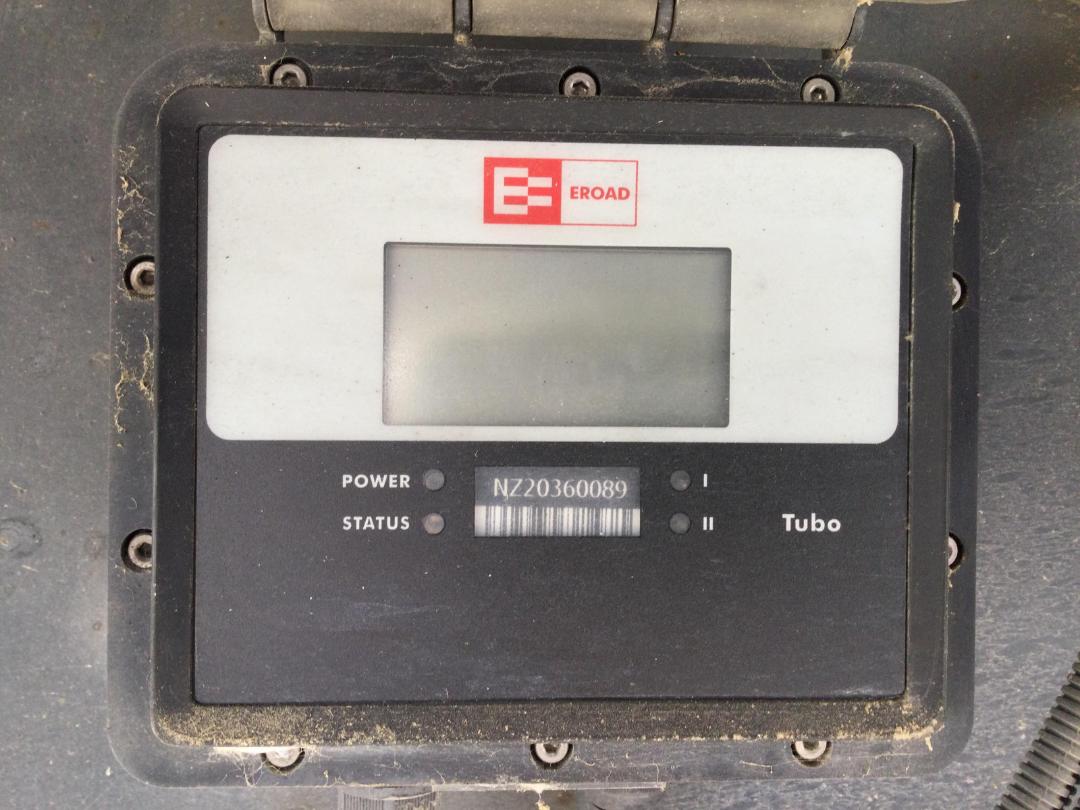 EROAD
POWER
NZ20360089
I
STATUS
II
Tubo